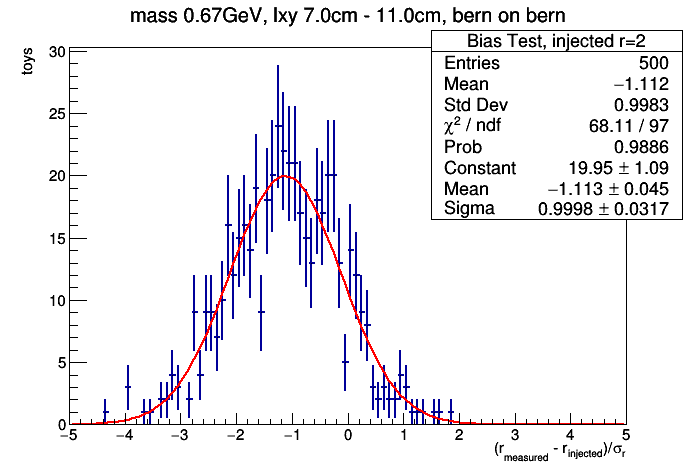 mass 0.67GeV, lxy 7.0cm - 11.0cm, bern on bern
Bias Test, injected r=2
Entries 500
Mean −1.112
Std Dev 0.9983
χ² / ndf 68.11 / 97
Prob 0.9886
Constant 19.95 ± 1.09
Mean −1.113 ± 0.045
Sigma 0.9998 ± 0.0317
toys
30
25
20
15
10
5
0
−5 −4 −3 −2 −1 0 1 2 3 4 5
(r_measured - r_injected)/σ_r